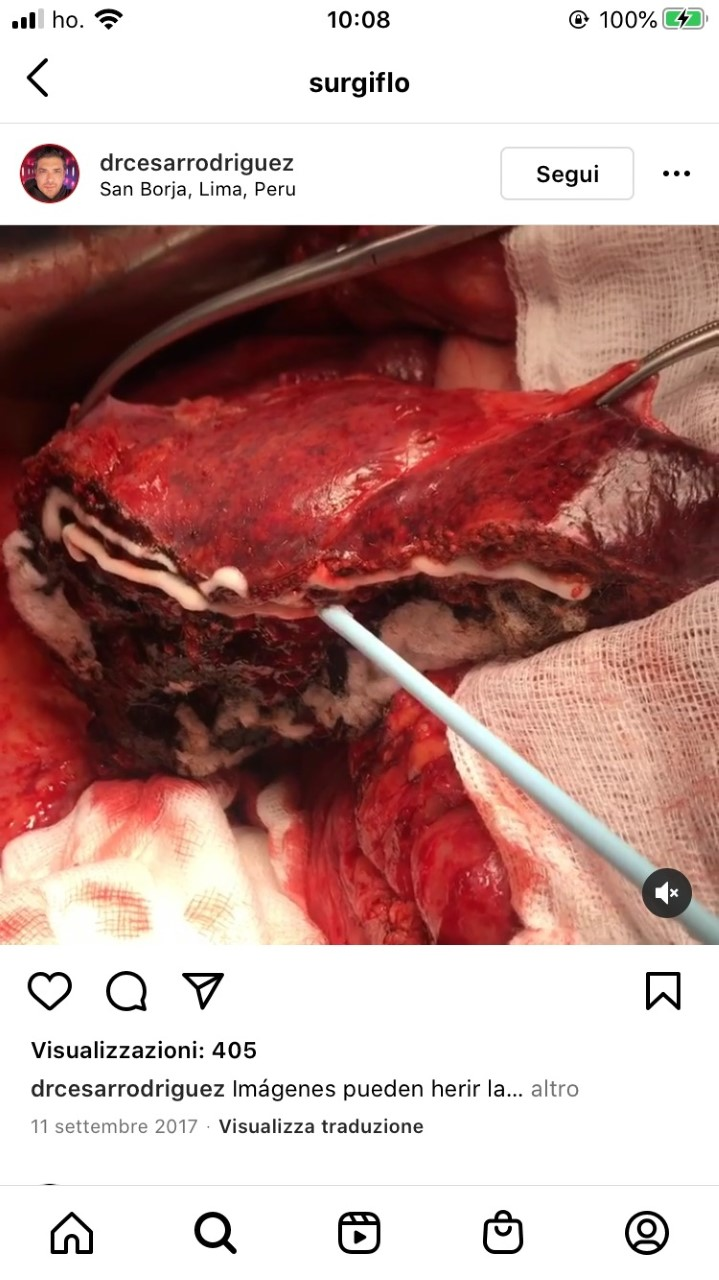 ho. 10:08 100%
surgiflo
drcesarrodriguez
San Borja, Lima, Peru
Segui
Visualizzazioni: 405
drcesarrodriguez Imágenes pueden herir la... altro
11 settembre 2017 · Visualizza traduzione